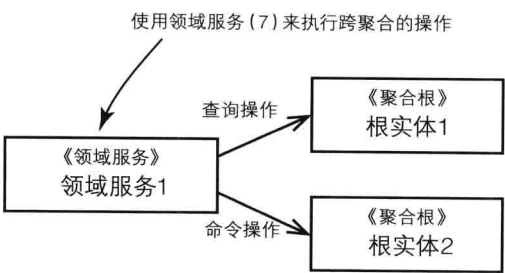 使用领域服务(7)来执行跨聚合的操作
《聚合根》
根实体1
查询操作
《领域服务》
领域服务1
命令操作
《聚合根》
根实体2